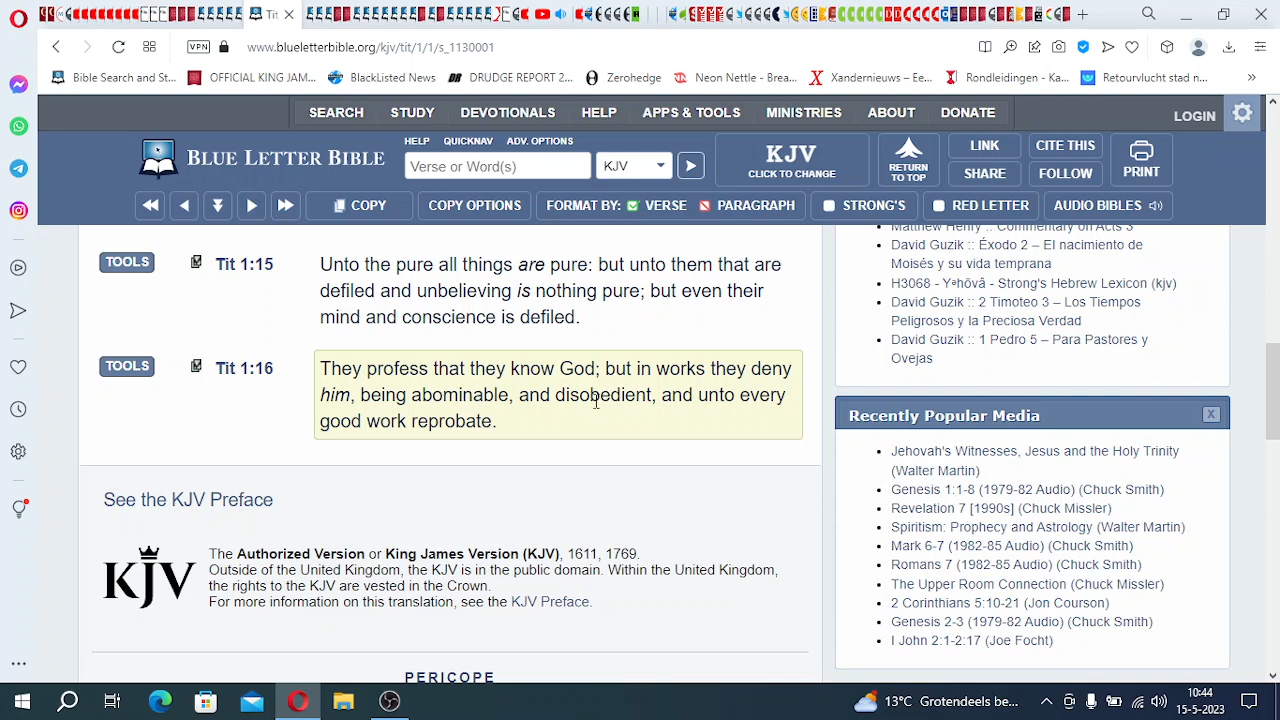 Tit
www.blueletterbible.org/kjv/tit/1/1/s_1130001
VPN
Bible Search and St...
OFFICIAL KING JAM...
BlackListed News
DRUDGE REPORT 2...
Zerohedge
Neon Nettle - Brea...
Xandernieuws – Ee...
Rondleidingen - Ka...
Retourvlucht stad n...
SEARCH STUDY DEVOTIONALS HELP APPS & TOOLS MINISTRIES ABOUT DONATE LOGIN
BLUE LETTER BIBLE
HELP QUICKNAV ADV. OPTIONS
Verse or Word(s) KJV
KJV
CLICK TO CHANGE
RETURN
TO TOP
LINK CITE THIS
SHARE FOLLOW
PRINT
COPY COPY OPTIONS FORMAT BY: VERSE PARAGRAPH STRONG'S RED LETTER AUDIO BIBLES
TOOLS Tit 1:15 Unto the pure all things are pure: but unto them that are
defiled and unbelieving is nothing pure; but even their
mind and conscience is defiled.
TOOLS Tit 1:16 They profess that they know God; but in works they deny
him, being abominable, and disobedient, and unto every
good work reprobate.
See the KJV Preface
KJV
The Authorized Version or King James Version (KJV), 1611, 1769.
Outside of the United Kingdom, the KJV is in the public domain. Within the United Kingdom,
the rights to the KJV are vested in the Crown.
For more information on this translation, see the KJV Preface.
PERICOPE
Matthew Henry :: Commentary on Acts 3
David Guzik :: Éxodo 2 – El nacimiento de
Moisés y su vida temprana
H3068 - Yᵊhōvâ - Strong's Hebrew Lexicon (kjv)
David Guzik :: 2 Timoteo 3 – Los Tiempos
Peligrosos y la Preciosa Verdad
David Guzik :: 1 Pedro 5 – Para Pastores y
Ovejas
Recently Popular Media X
Jehovah's Witnesses, Jesus and the Holy Trinity
(Walter Martin)
Genesis 1:1-8 (1979-82 Audio) (Chuck Smith)
Revelation 7 [1990s] (Chuck Missler)
Spiritism: Prophecy and Astrology (Walter Martin)
Mark 6-7 (1982-85 Audio) (Chuck Smith)
Romans 7 (1982-85 Audio) (Chuck Smith)
The Upper Room Connection (Chuck Missler)
2 Corinthians 5:10-21 (Jon Courson)
Genesis 2-3 (1979-82 Audio) (Chuck Smith)
I John 2:1-2:17 (Joe Focht)
13°C Grotendeels be...
10:44
15-5-2023